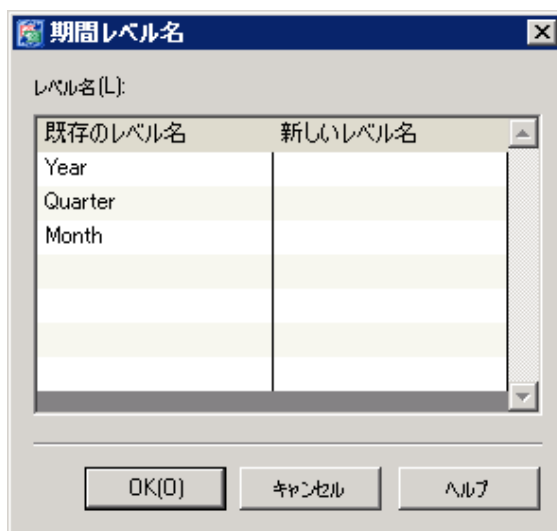 期間レベル名
レベル名(L):
既存のレベル名 新しいレベル名
Year
Quarter
Month
OK(O) キャンセル ヘルプ